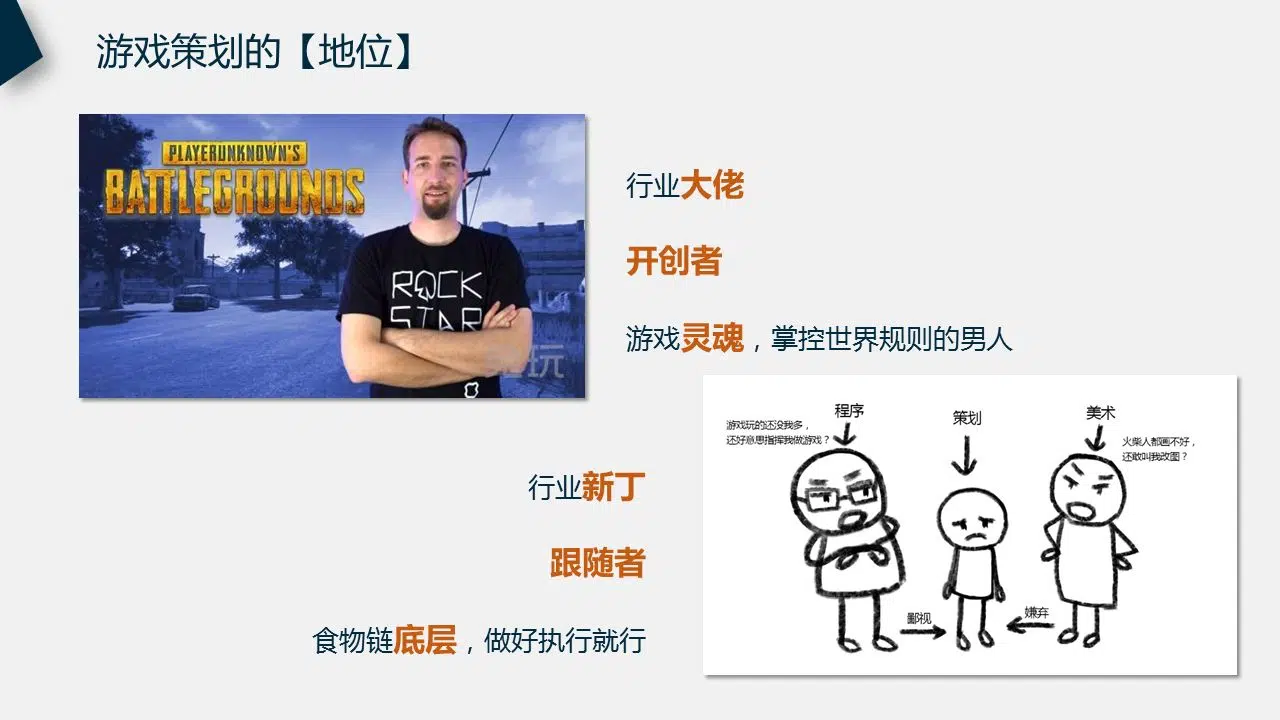 游戏策划的【地位】
PLAYERUNKNOWN'S
BATTLEGROUNDS
ROCK
STAR
玩
行业大佬
开创者
游戏灵魂，掌控世界规则的男人
行业新丁
跟随者
食物链底层，做好执行就行
程序
策划
美术
游戏玩的还没我多，
还好意思指挥我做游戏？
火柴人都画不好，
还敢叫我改图？
鄙视
嫌弃